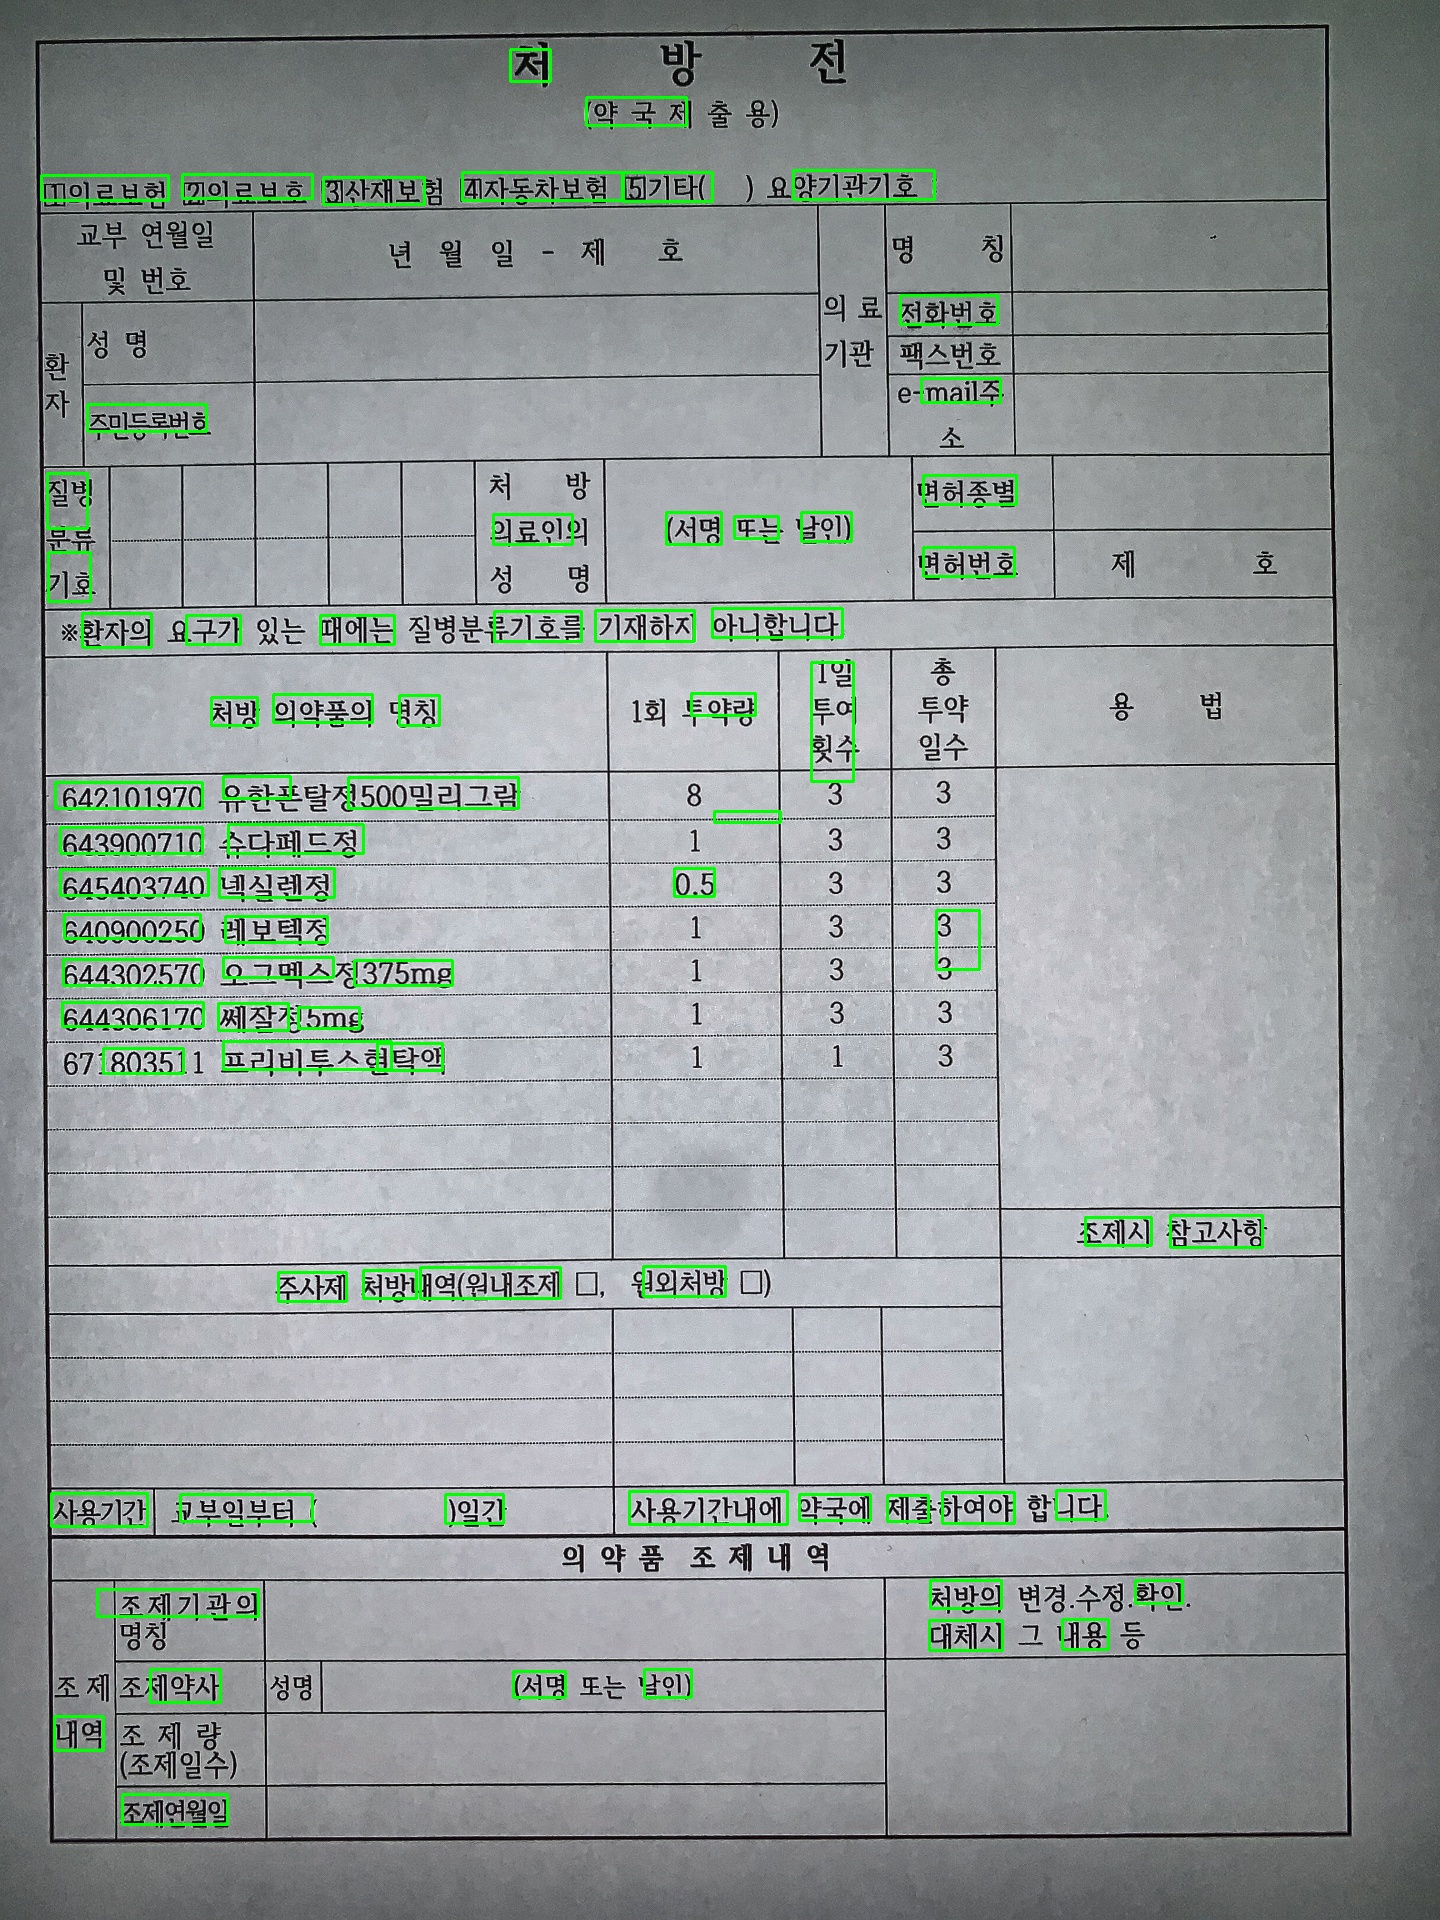 처 방 전
(약 국 제 출 용)
1의료보험 2의료보호 3산재보험 4자동차보험 5기타( ) 요양기관기호
교부 연월일 및 번호
년 월 일 - 제 호
의 료 기관
명 칭
전화번호
팩스번호
e-mail주소
환자
성 명
주민등록번호
질병 분류 기호
처 방 의료인의 성 명
(서명 또는 날인)
면허종별
면허번호
제 호
※환자의 요구가 있는 때에는 질병분류기호를 기재하지 아니합니다
처방 의약품의 명칭 1회 투약량 1일 투여 횟수 총 투약 일수 용 법
642101970 유한픈탈정500밀리그람 8 3 3
643900710 슈다페드정 1 3 3
645403740 넥실렌정 0.5 3 3
640900250 레보텍정 1 3 3
644302570 오그멕스정375mg 1 3 3
644306170 쎄잘정5mg 1 3 3
671803511 프리비투스현탁액 1 1 3
조제시 참고사항
주사제 처방내역(원내조제 □, 원외처방 □)
사용기간 교부일부터 ( )일간 사용기간내에 약국에 제출하여야 합니다.
의 약 품 조 제 내 역
조 제 내역
조제기관의 명칭
처방의 변경.수정.확인.
대체시 그 내용 등
조제약사 성명 (서명 또는 날인)
조 제 량
(조제일수)
조제연월일